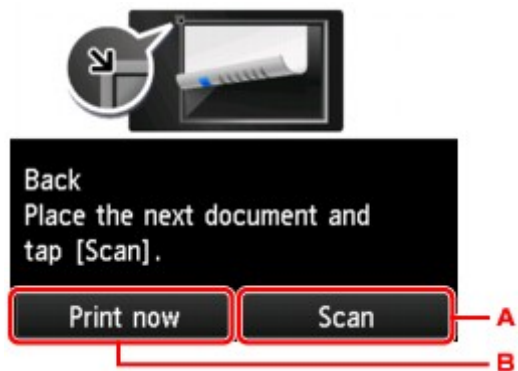 Back
Place the next document and
tap [Scan].
Print now Scan
A
B